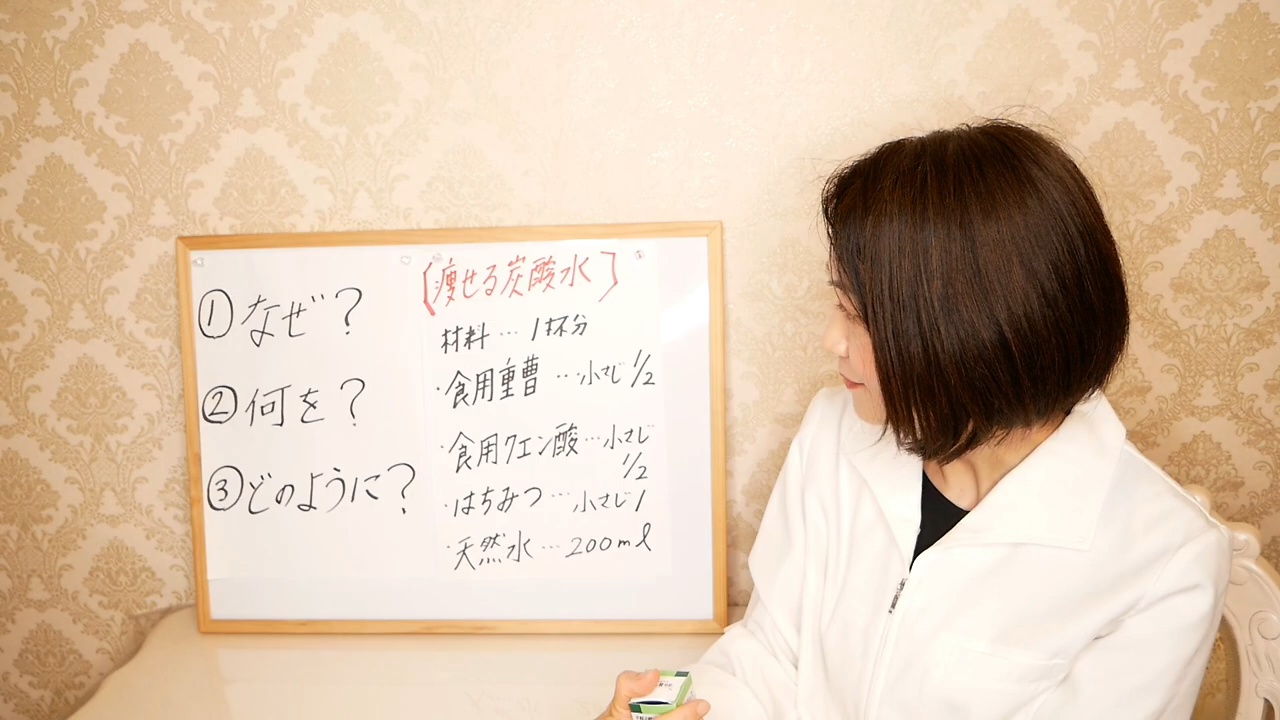 ①なぜ？
②何を？
③どのように？
[痩せる炭酸水]
材料…1杯分
・食用重曹…小さじ1/2
・食用クエン酸…小さじ
1/2
・はちみつ…小さじ1
・天然水…200ml